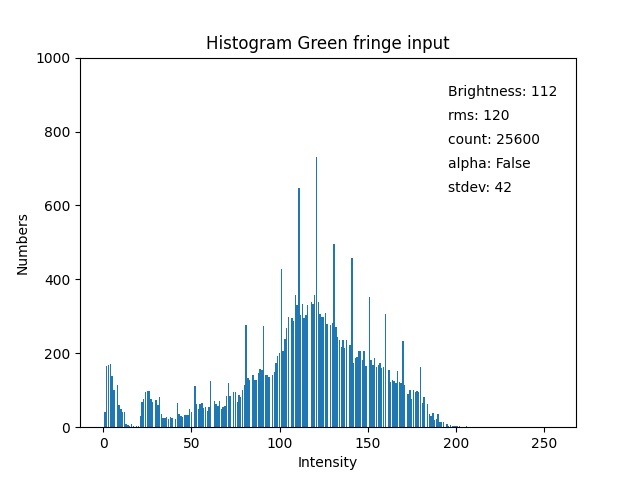 Histogram Green fringe input
1000
800
600
400
200
0
Numbers
Brightness: 112
rms: 120
count: 25600
alpha: False
stdev: 42
0 50 100 150 200 250
Intensity